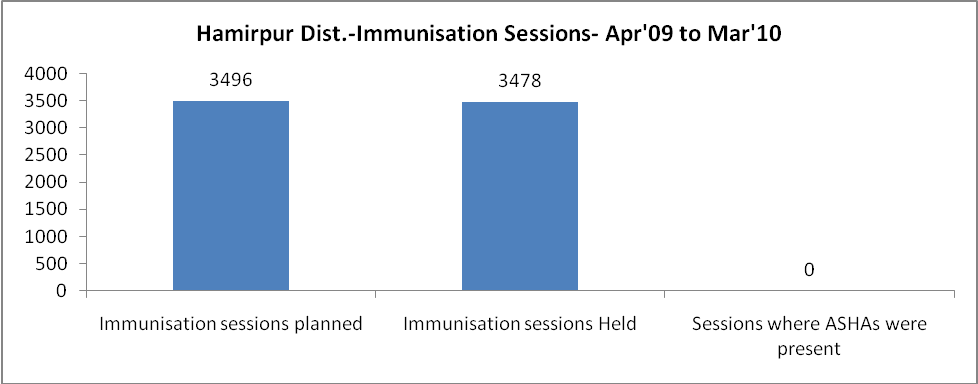 Hamirpur Dist.-Immunisation Sessions- Apr'09 to Mar'10
4000
3500
3000
2500
2000
1500
1000
500
0
3496
3478
0
Immunisation sessions planned
Immunisation sessions Held
Sessions where ASHAs were
present